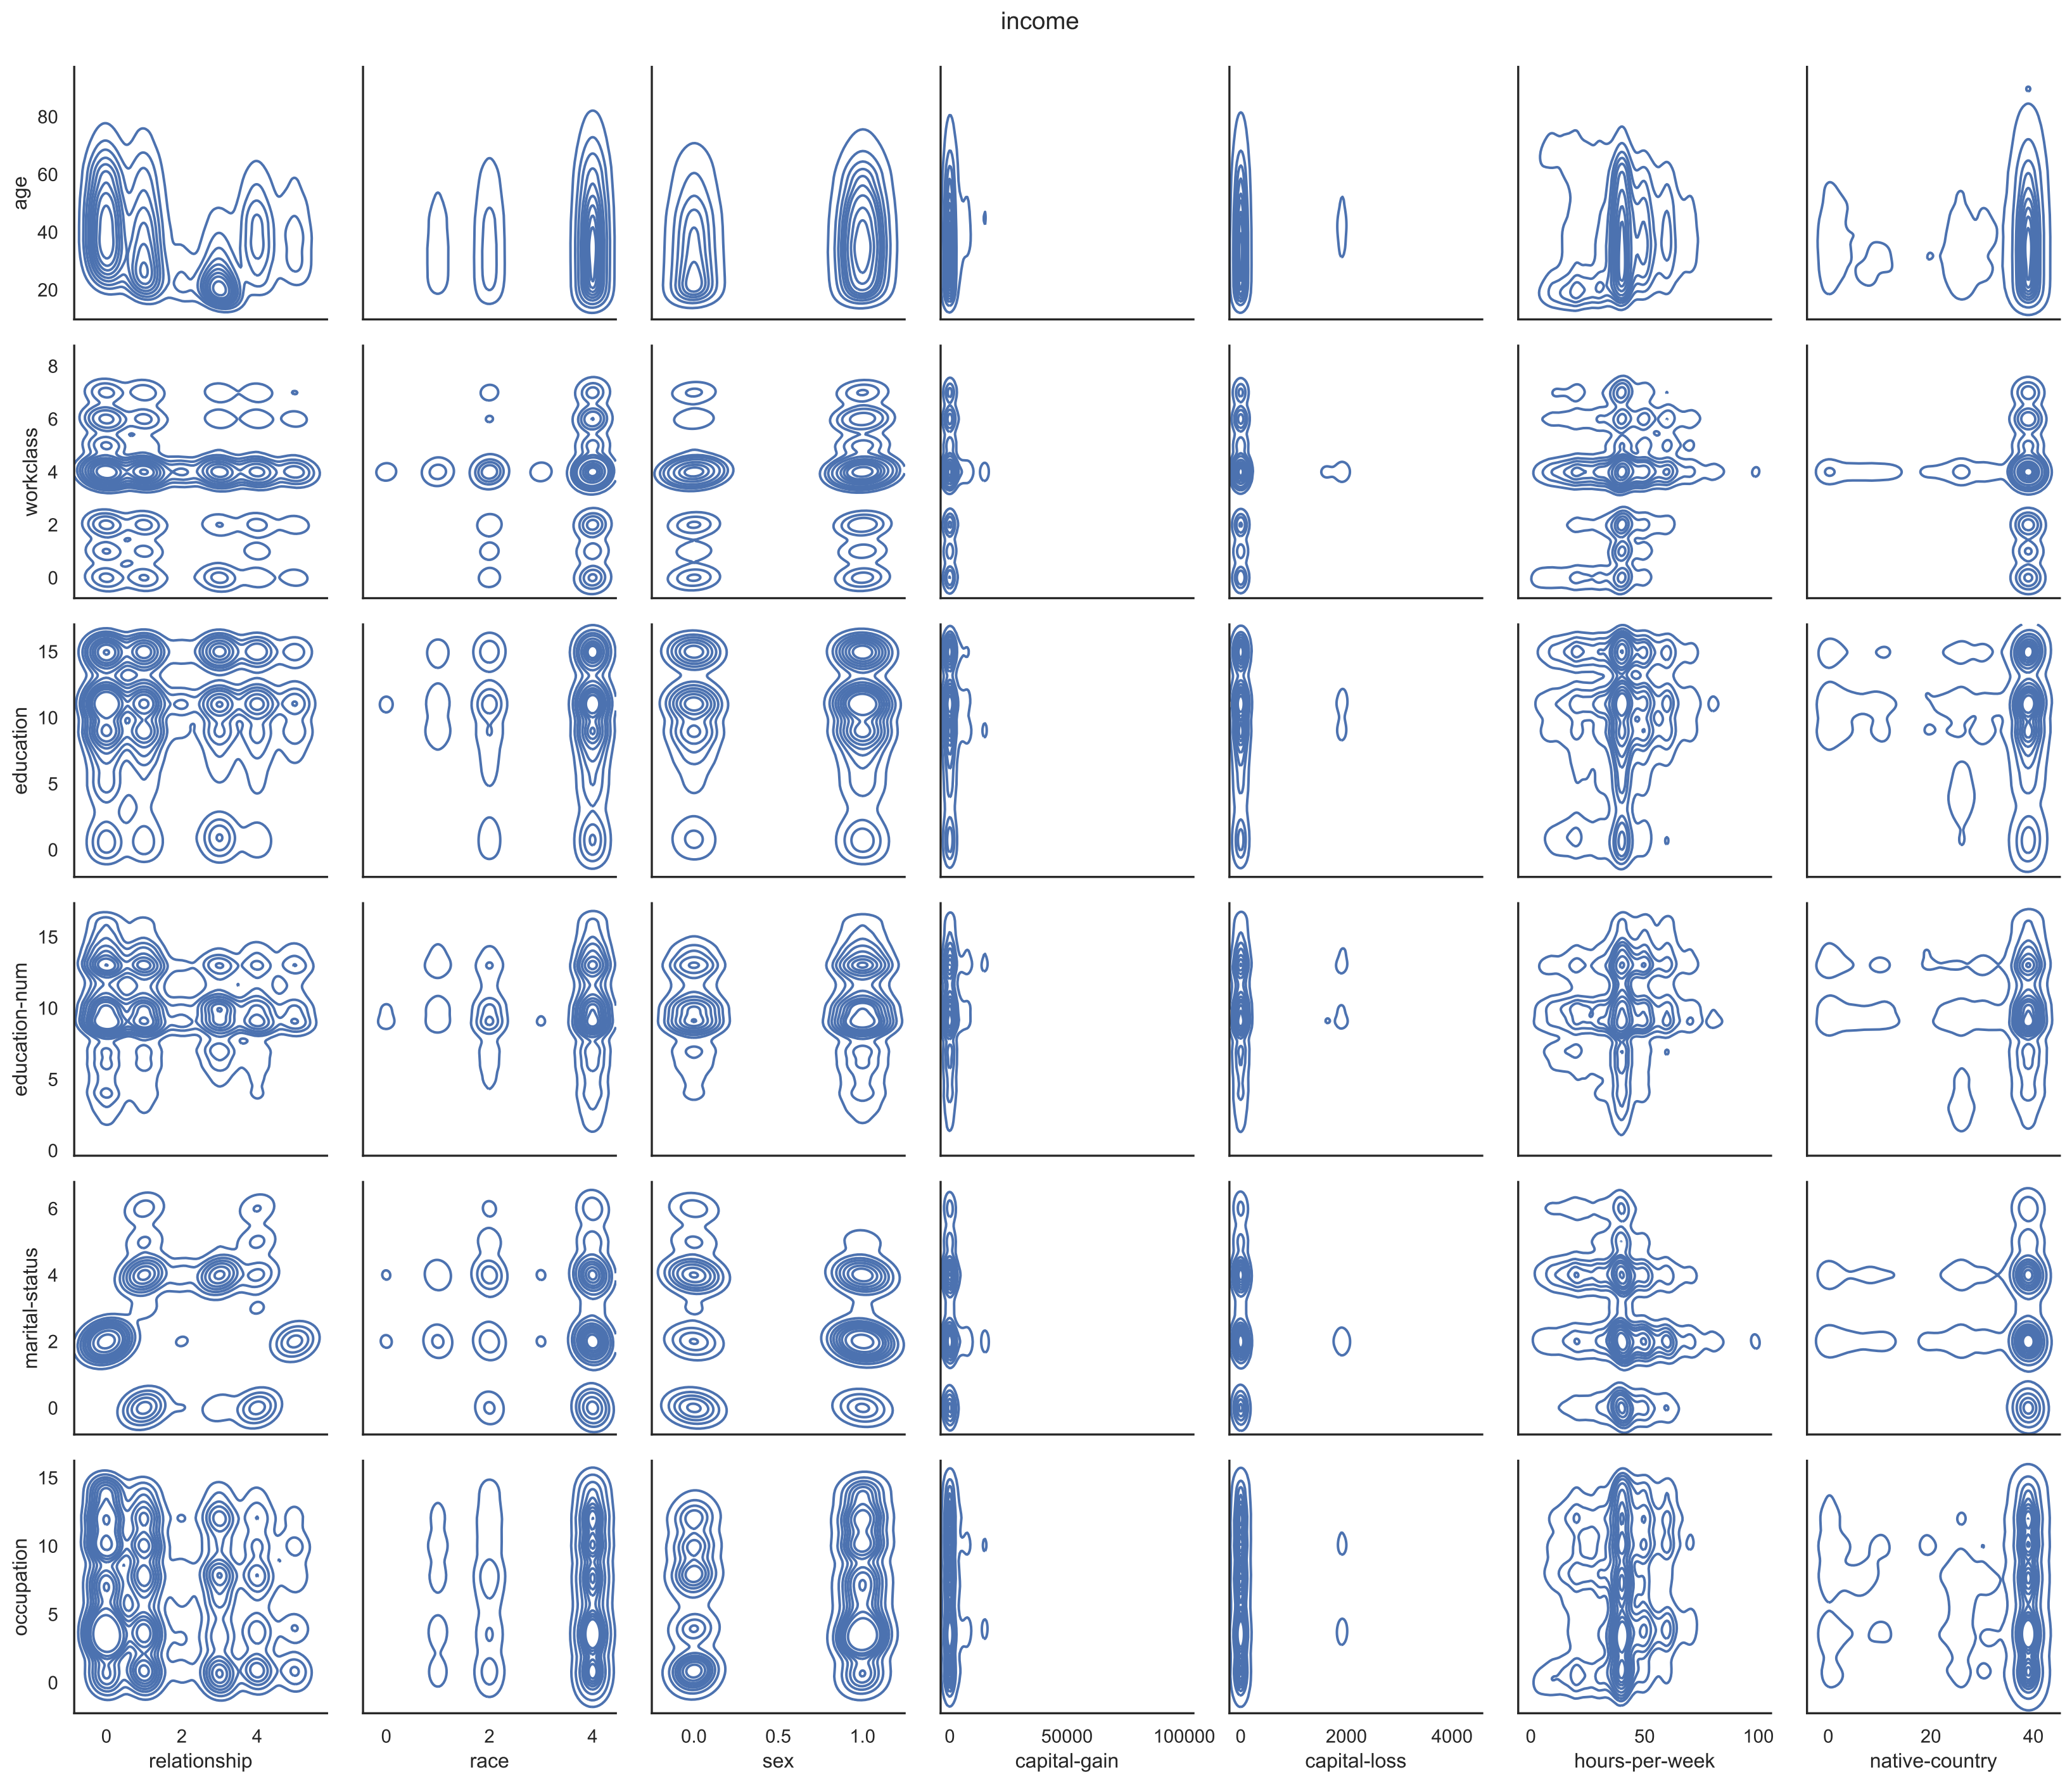 income
80
60
40
20
age
8
6
4
2
0
workclass
15
10
5
0
education
15
10
5
0
education-num
6
4
2
0
marital-status
15
10
5
0
occupation
0 2 4
relationship
0 2 4
race
0.0 0.5 1.0
sex
0 50000 100000
capital-gain
0 2000 4000
capital-loss
0 50 100
hours-per-week
0 20 40
native-country